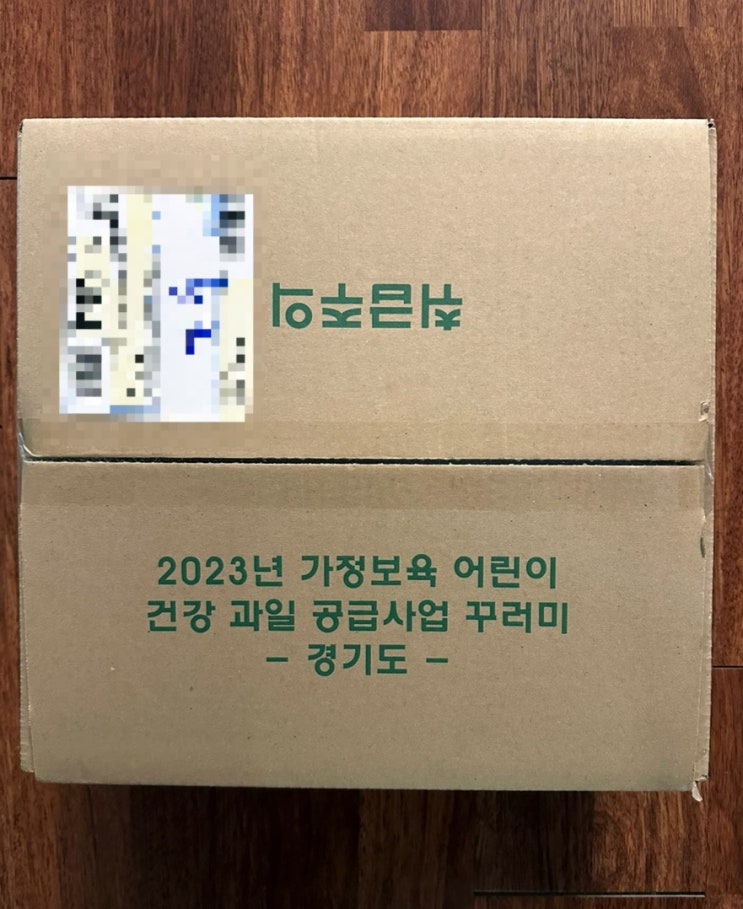 취급주의
2023년 가정보육 어린이
건강 과일 공급사업 꾸러미
- 경기도 -